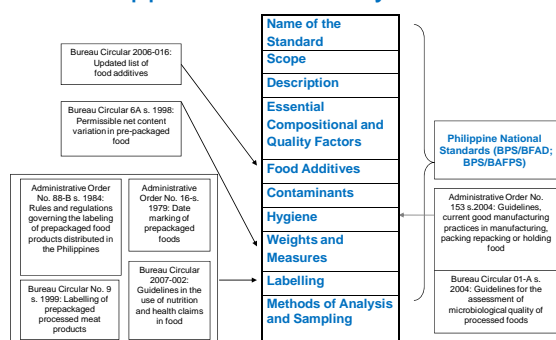 Bureau Circular 2006-016:
Updated list of
food additives
Bureau Circular 6A s. 1998:
Permissible net content
variation in pre-packaged
food
Administrative Order
No. 88-B s. 1984:
Rules and regulations
governing the labeling
of prepackaged food
products distributed in
the Philippines
Administrative Order
No. 16-s.
1979: Date
marking of
prepackaged
foods
Bureau Circular No. 9
s. 1999: Labelling of
prepackaged
processed meat
products
Bureau Circular
2007-002:
Guidelines in the
use of nutrition
and health claims
in food
Name of the
Standard
Scope
Description
Essential
Compositional and
Quality Factors
Food Additives
Contaminants
Hygiene
Weights and
Measures
Labelling
Methods of Analysis
and Sampling
Philippine National
Standards (BPS/BFAD;
BPS/BAFPS)
Administrative Order No.
153 s.2004: Guidelines,
current good manufacturing
practices in manufacturing,
packing repacking or holding
food
Bureau Circular 01-A s.
2004: Guidelines for the
assessment of
microbiological quality of
processed foods